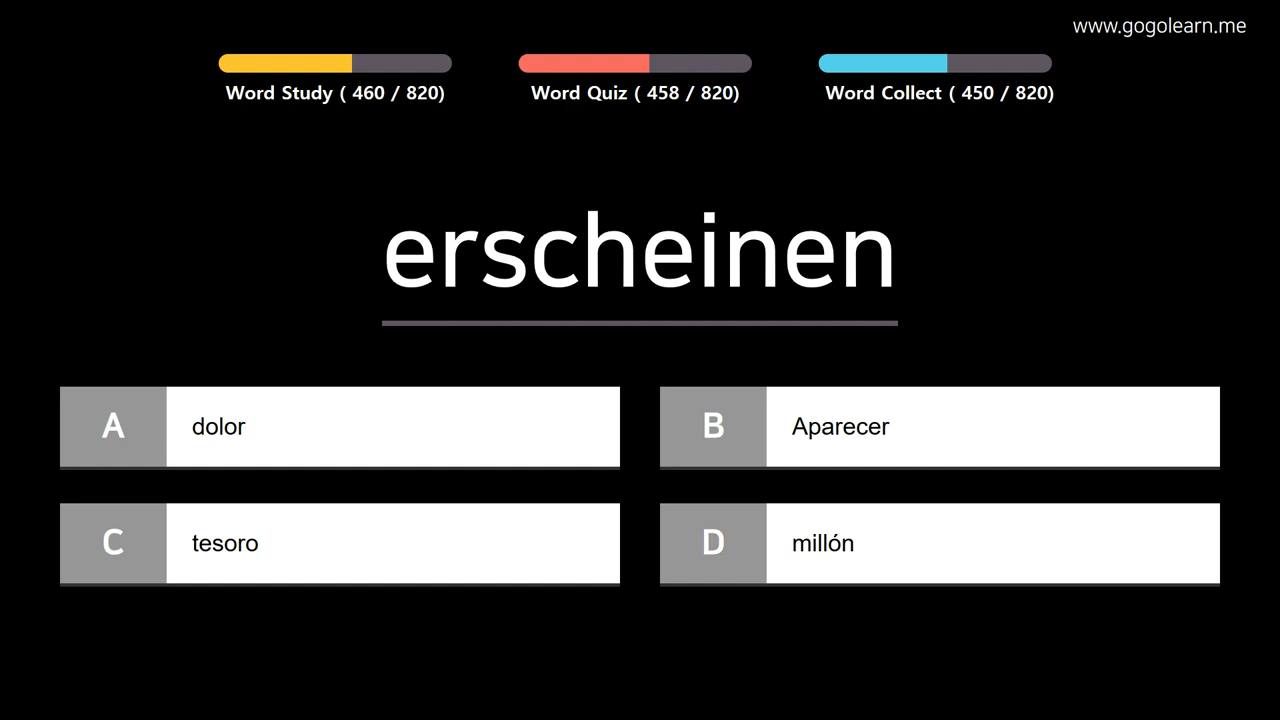 www.gogolearn.me
Word Study ( 460 / 820)
Word Quiz ( 458 / 820)
Word Collect ( 450 / 820)
erscheinen
A dolor
B Aparecer
C tesoro
D millón